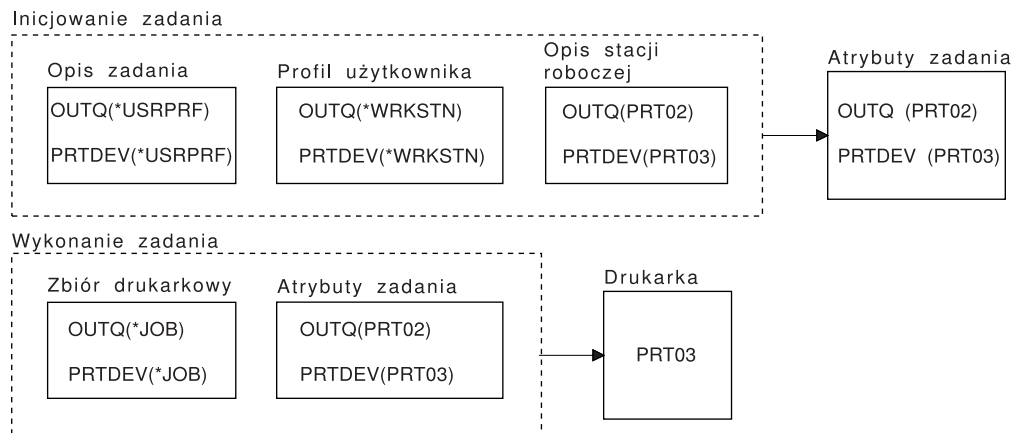 Inicjowanie zadania
Opis zadania
OUTQ(*USRPRF)
PRTDEV(*USRPRF)
Profil użytkownika
OUTQ(*WRKSTN)
PRTDEV(*WRKSTN)
Opis stacji
roboczej
OUTQ(PRT02)
PRTDEV(PRT03)
Atrybuty zadania
OUTQ (PRT02)
PRTDEV (PRT03)
Wykonanie zadania
Zbiór drukarkowy
OUTQ(*JOB)
PRTDEV(*JOB)
Atrybuty zadania
OUTQ(PRT02)
PRTDEV(PRT03)
Drukarka
PRT03